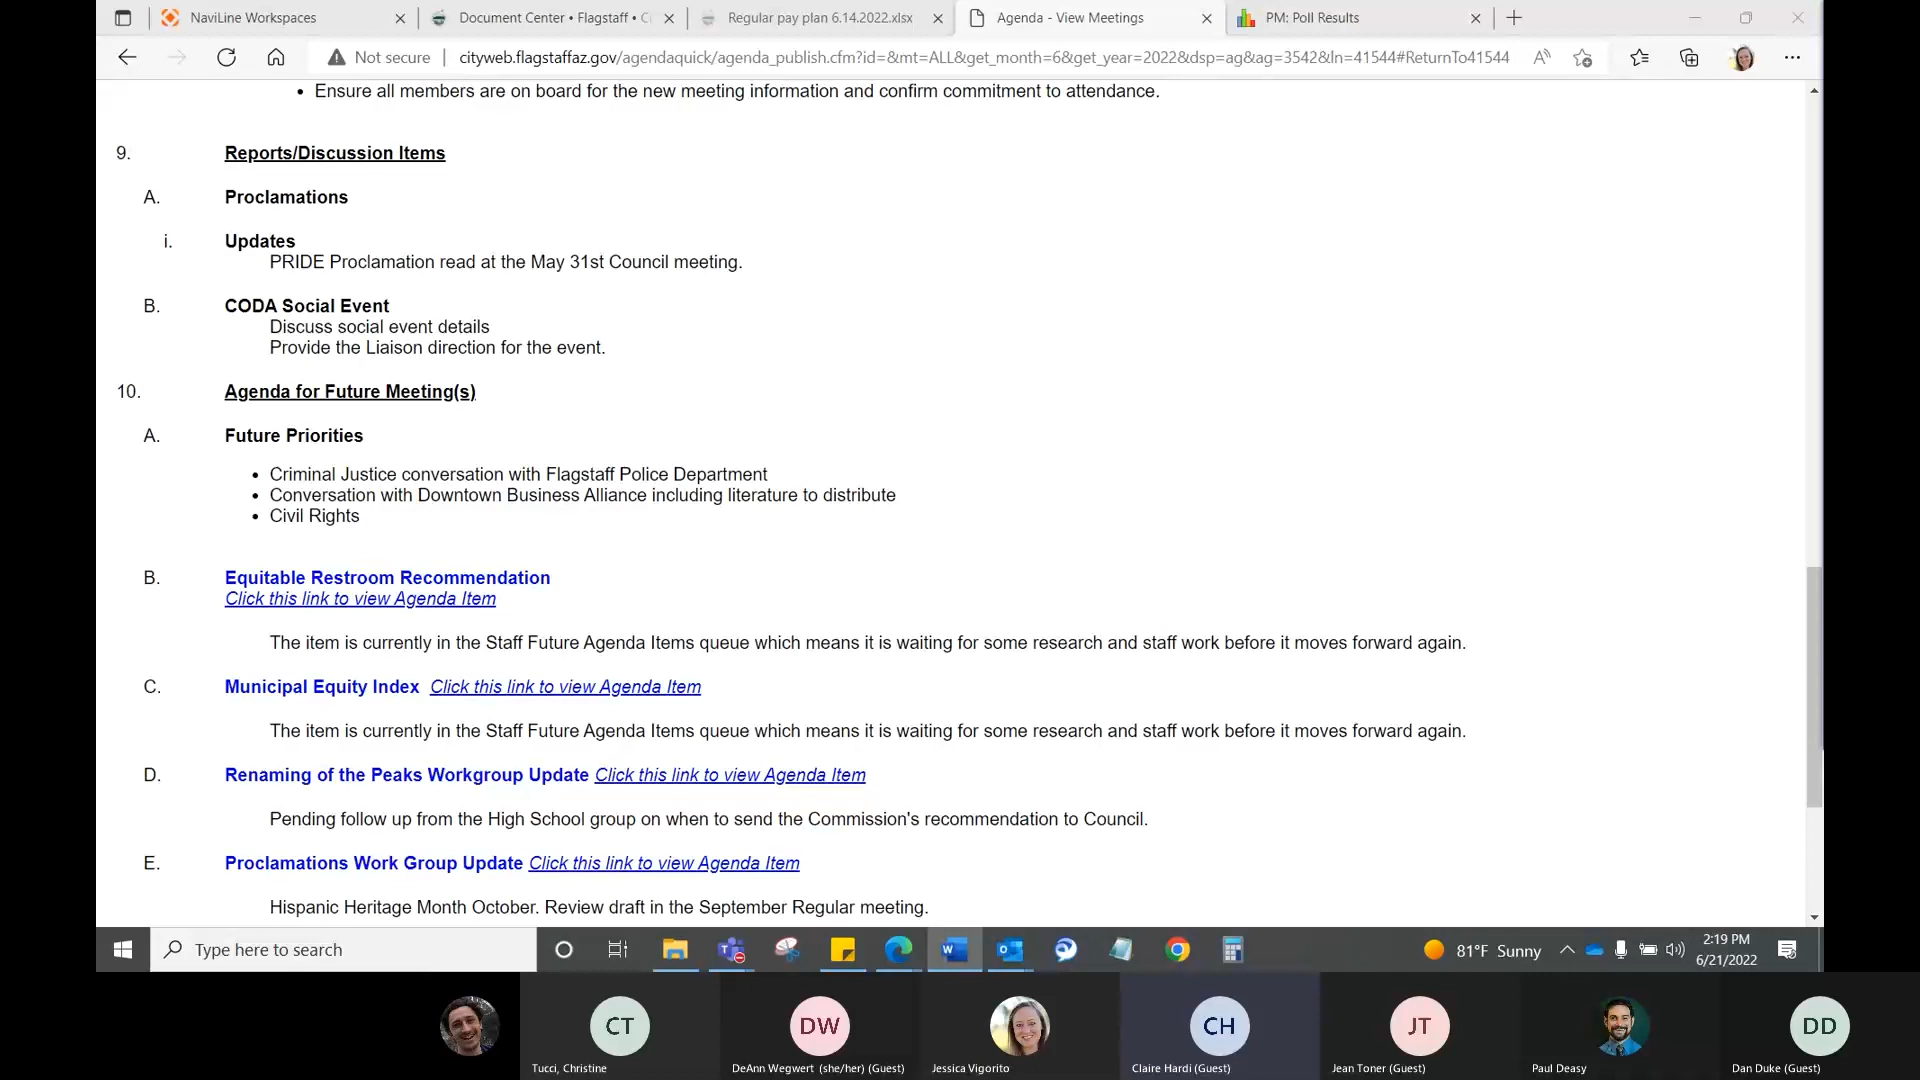 NaviLine Workspaces
Document Center • Flagstaff • C
Regular pay plan 6.14.2022.xlsx
Agenda - View Meetings
PM: Poll Results
Not secure
cityweb.flagstaffaz.gov/agendaquick/agenda_publish.cfm?id=&mt=ALL&get_month=6&get_year=2022&dsp=ag&ag=3542&ln=41544#ReturnTo41544
• Ensure all members are on board for the new meeting information and confirm commitment to attendance.
9. Reports/Discussion Items
A. Proclamations
i. Updates
PRIDE Proclamation read at the May 31st Council meeting.
B. CODA Social Event
Discuss social event details
Provide the Liaison direction for the event.
10. Agenda for Future Meeting(s)
A. Future Priorities
• Criminal Justice conversation with Flagstaff Police Department
• Conversation with Downtown Business Alliance including literature to distribute
• Civil Rights
B. Equitable Restroom Recommendation
Click this link to view Agenda Item
The item is currently in the Staff Future Agenda Items queue which means it is waiting for some research and staff work before it moves forward again.
C. Municipal Equity Index Click this link to view Agenda Item
The item is currently in the Staff Future Agenda Items queue which means it is waiting for some research and staff work before it moves forward again.
D. Renaming of the Peaks Workgroup Update Click this link to view Agenda Item
Pending follow up from the High School group on when to send the Commission's recommendation to Council.
E. Proclamations Work Group Update Click this link to view Agenda Item
Hispanic Heritage Month October. Review draft in the September Regular meeting.
Type here to search
81°F Sunny
2:19 PM
6/21/2022
CT
DW
CH
JT
DD
Tucci, Christine
DeAnn Wegwert (she/her) (Guest)
Jessica Vigorito
Claire Hardi (Guest)
Jean Toner (Guest)
Paul Deasy
Dan Duke (Guest)